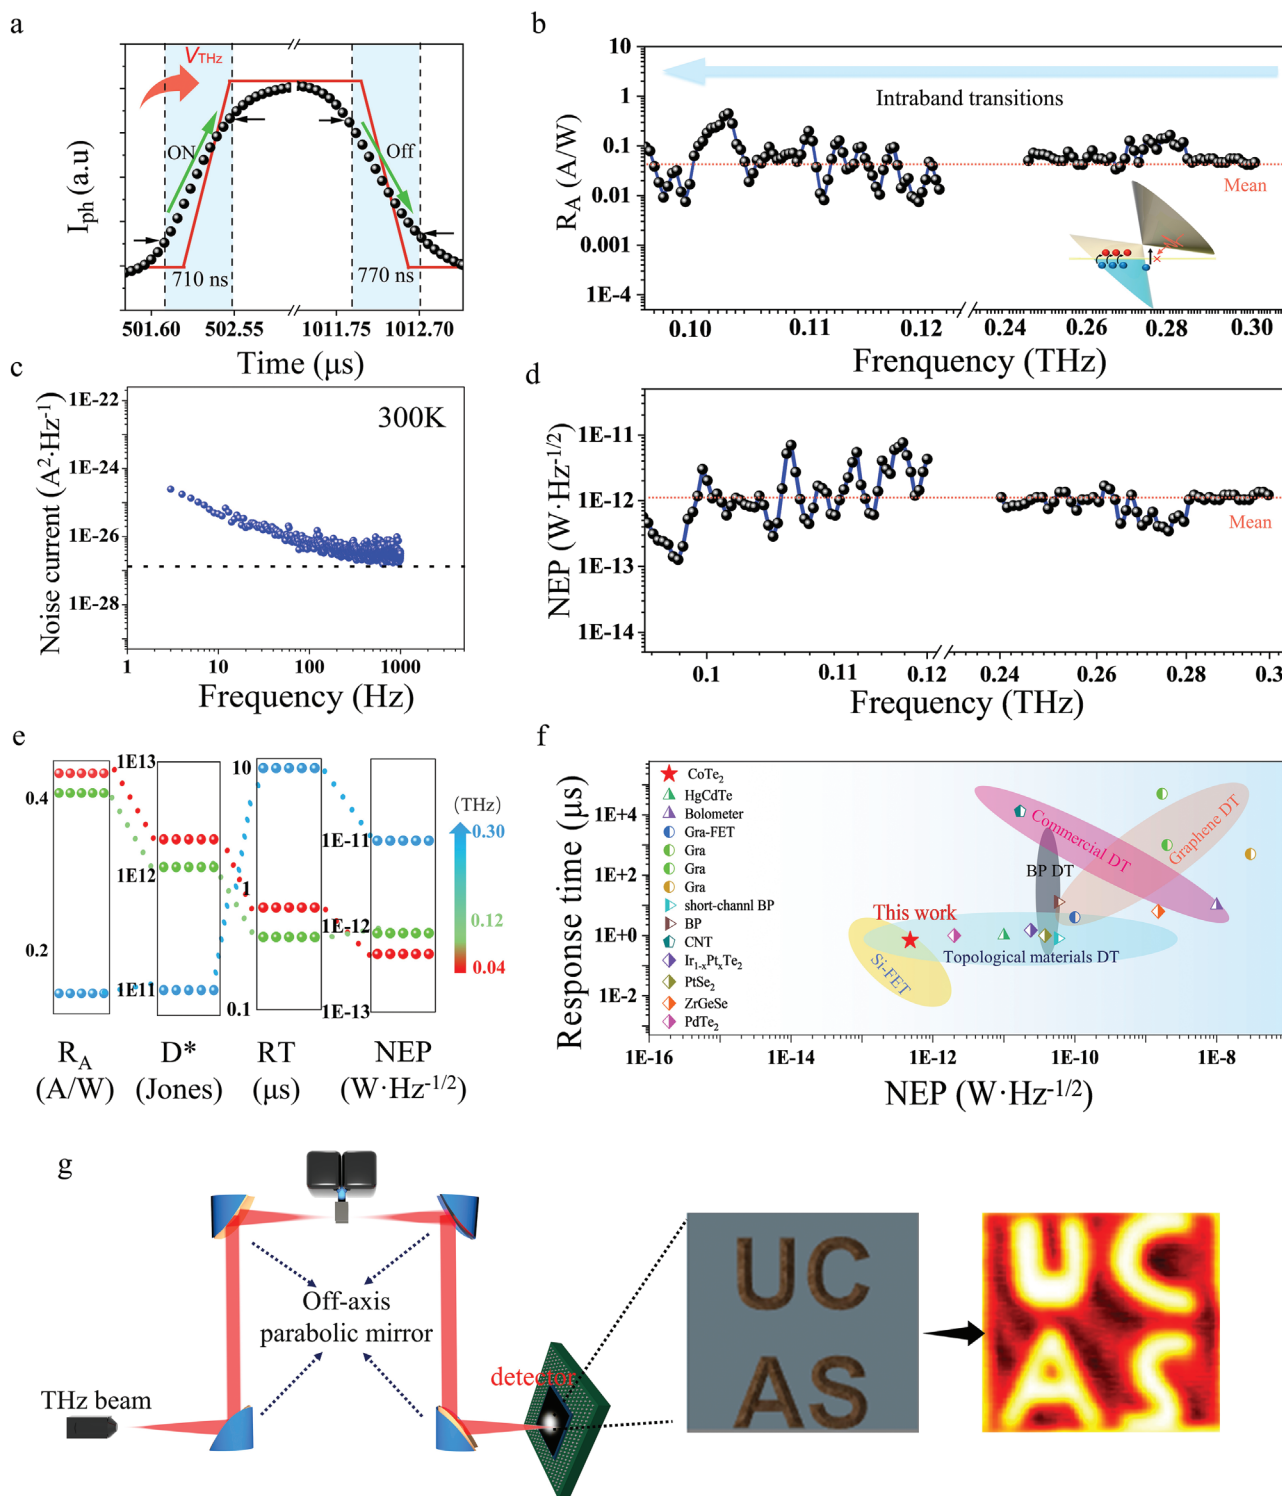 a
V THz
ON
Off
710 ns
770 ns
I ph (a.u)
501.60 502.55 1011.75 1012.70
Time (μs)
b
10
1
0.1
0.01
0.001
1E-4
R A (A/W)
Intraband transitions
Mean
0.10 0.11 0.12 0.24 0.26 0.28 0.30
Frenquency (THz)
c
1E-22
1E-24
1E-26
1E-28
Noise current (A²·Hz⁻¹)
300K
1 10 100 1000
Frequency (Hz)
d
1E-11
1E-12
1E-13
1E-14
NEP (W·Hz⁻¹/²)
Mean
0.1 0.11 0.12 0.24 0.26 0.28 0.3
Frequency (THz)
e
0.4
0.2
1E13
1E12
1E11
10
1
0.1
1E-11
1E-12
1E-13
(THz)
0.30
0.12
0.04
R A D* RT NEP
(A/W) (Jones) (μs) (W·Hz⁻¹/²)
f
Response time (μs)
1E+4
1E+2
1E+0
1E-2
CoTe₂
HgCdTe
Bolometer
Gra-FET
Gra
Gra
Gra
short-channl BP
BP
CNT
Ir₁₋ₓPtₓTe₂
PtSe₂
ZrGeSe
PdTe₂
Commercial DT
Graphene DT
BP DT
This work
Topological materials DT
Si-FET
1E-16 1E-14 1E-12 1E-10 1E-8
NEP (W·Hz⁻¹/²)
g
Off-axis
parabolic mirror
THz beam
detector
UC
AS
UC
AS